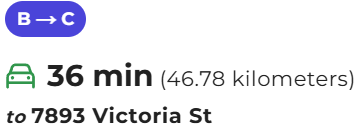 B → C
36 min (46.78 kilometers)
to 7893 Victoria St